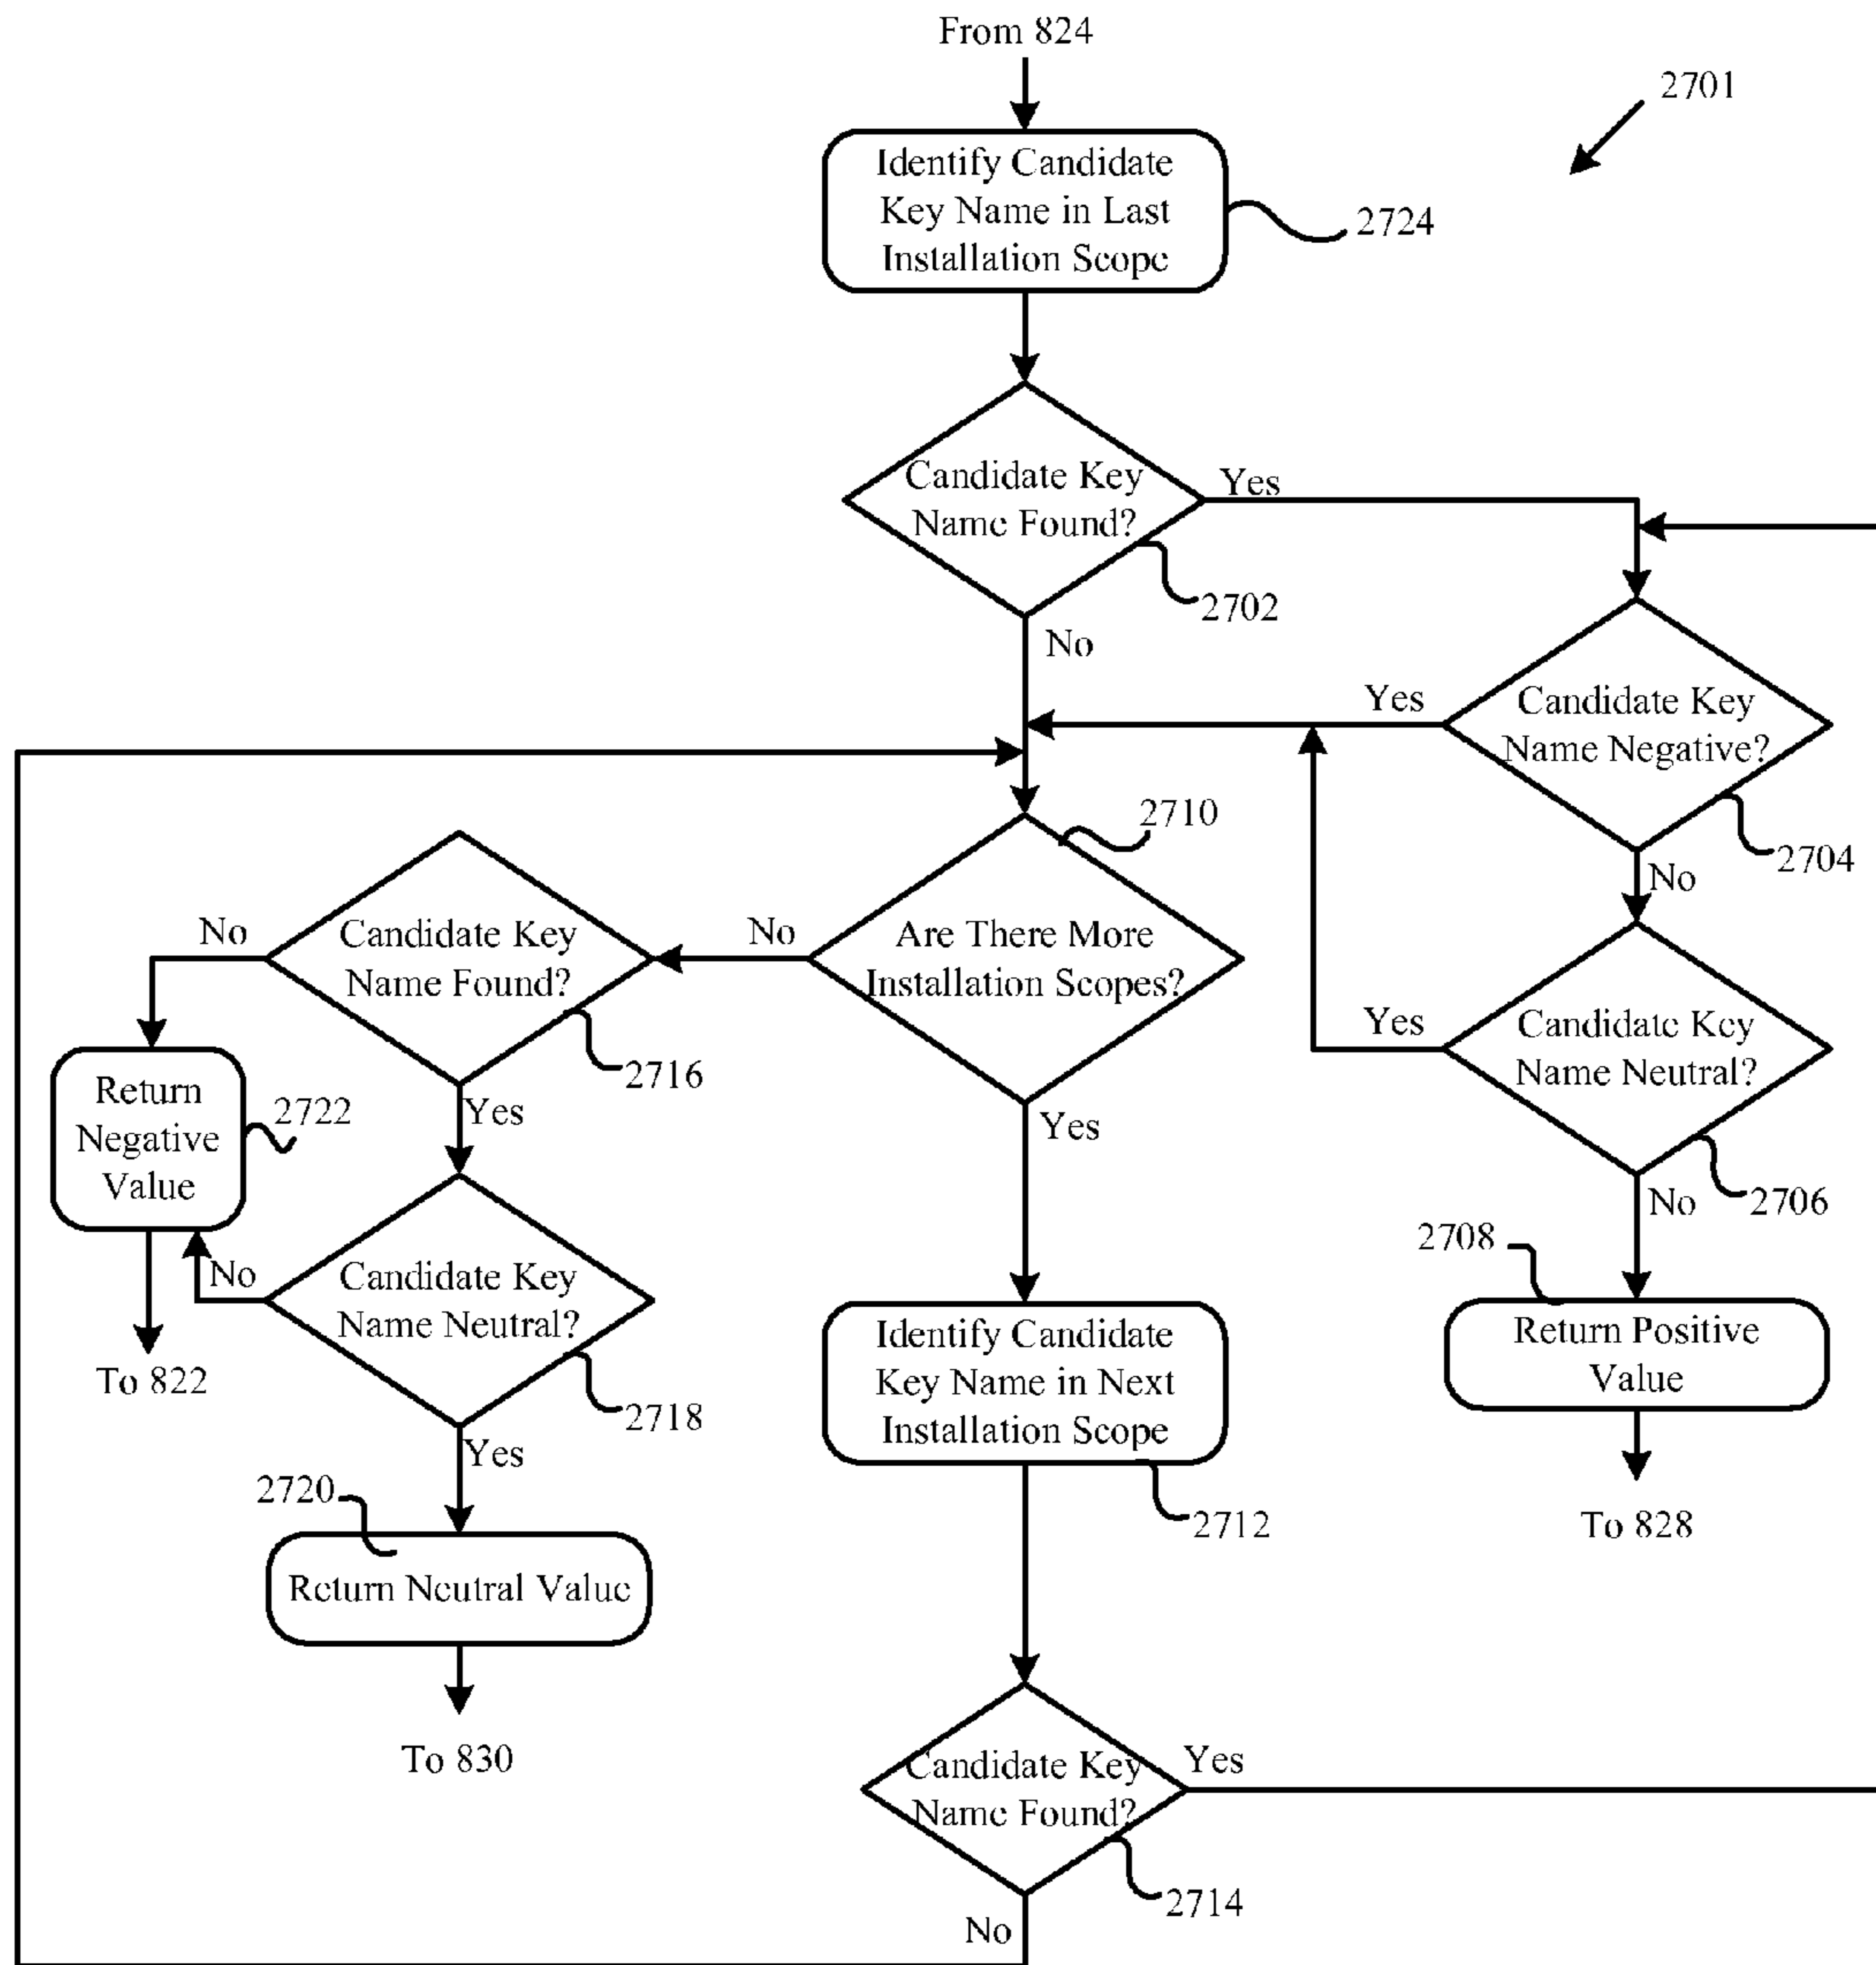 From 824
2701
Identify Candidate
Key Name in Last
Installation Scope
2724
Candidate Key
Name Found?
Yes
2702
No
Candidate Key
Name Negative?
Yes
2704
No
2710
Are There More
Installation Scopes?
No
Yes
Candidate Key
Name Found?
No
2716
Yes
Candidate Key
Name Neutral?
Yes
2706
No
Return
Negative
Value
2722
To 822
Candidate Key
Name Neutral?
No
2718
Yes
2708
Return Positive
Value
To 828
Identify Candidate
Key Name in Next
Installation Scope
2712
2720
Return Neutral Value
To 830
Candidate Key
Name Found?
Yes
2714
No